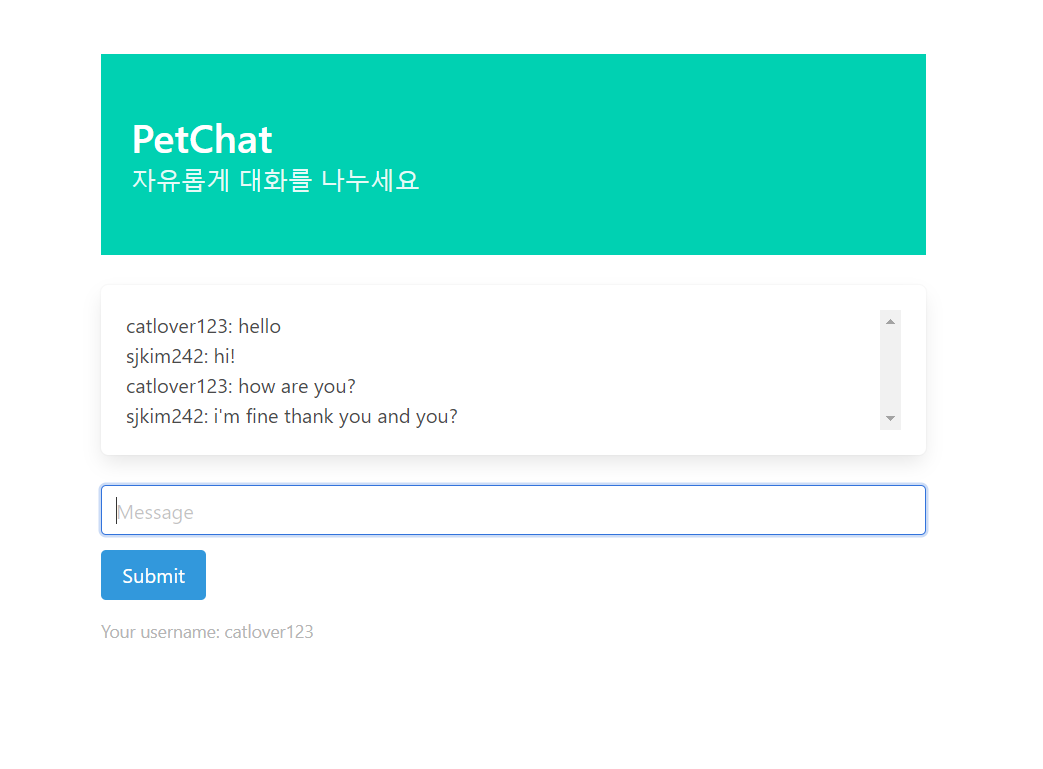 PetChat
자유롭게 대화를 나누세요
catlover123: hello
sjkim242: hi!
catlover123: how are you?
sjkim242: i'm fine thank you and you?
Message
Submit
Your username: catlover123